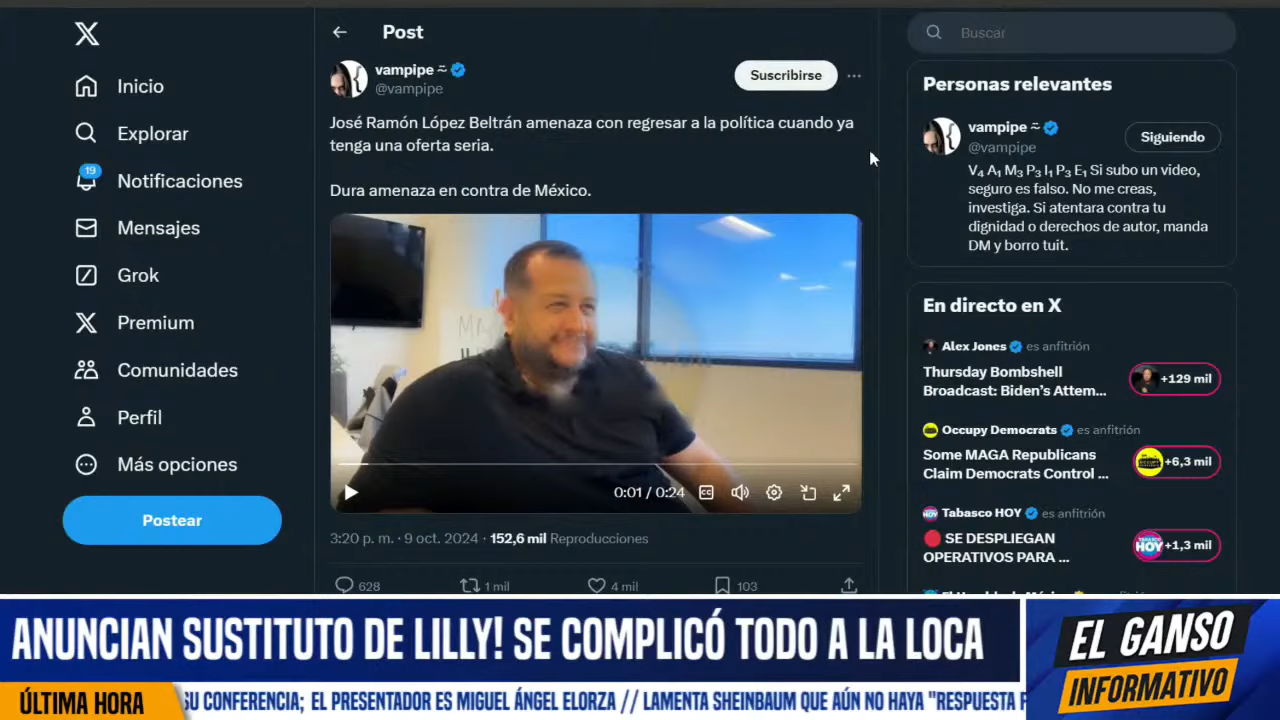 Post
Buscar
Inicio
Explorar
19
Notificaciones
Mensajes
Grok
Premium
Comunidades
Perfil
Más opciones
Postear
vampipe
@vampipe
Suscribirse
José Ramón López Beltrán amenaza con regresar a la política cuando ya
tenga una oferta seria.
Dura amenaza en contra de México.
0:01 / 0:24
CC
3:20 p. m. · 9 oct. 2024 · 152,6 mil Reproducciones
628
1 mil
4 mil
103
Personas relevantes
vampipe
@vampipe
Siguiendo
V₄ A₁ M₃ P₃ I₁ P₃ E₁ Si subo un video,
seguro es falso. No me creas,
investiga. Si atentara contra tu
dignidad o derechos de autor, manda
DM y borro tuit.
En directo en X
Alex Jones es anfitrión
Thursday Bombshell
Broadcast: Biden's Attem...
+129 mil
Occupy Democrats es anfitrión
Some MAGA Republicans
Claim Democrats Control ...
+6,3 mil
Tabasco HOY es anfitrión
SE DESPLIEGAN
OPERATIVOS PARA ...
HOY +1,3 mil
ANUNCIAN SUSTITUTO DE LILLY! SE COMPLICÓ TODO A LA LOCA
EL GANSO
INFORMATIVO
ÚLTIMA HORA
SU CONFERENCIA; EL PRESENTADOR ES MIGUEL ÁNGEL ELORZA // LAMENTA SHEINBAUM QUE AÚN NO HAYA "RESPUESTA